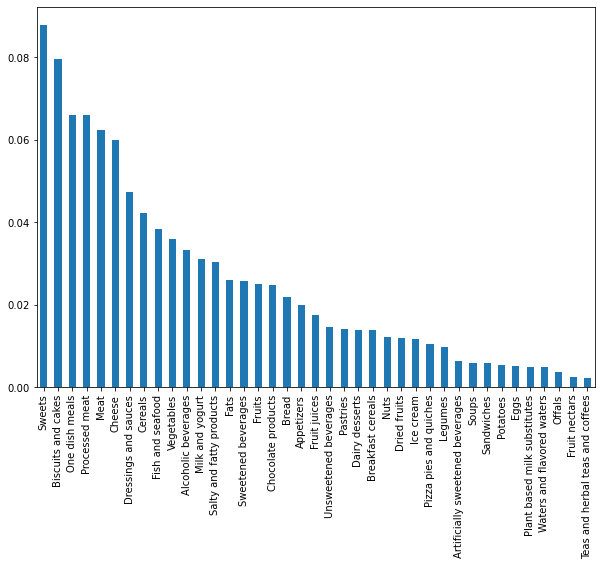 0.08
0.06
0.04
0.02
0.00
Sweets
Biscuits and cakes
One dish meals
Processed meat
Meat
Cheese
Dressings and sauces
Cereals
Fish and seafood
Vegetables
Alcoholic beverages
Milk and yogurt
Salty and fatty products
Fats
Sweetened beverages
Fruits
Chocolate products
Bread
Appetizers
Fruit juices
Unsweetened beverages
Pastries
Dairy desserts
Breakfast cereals
Nuts
Dried fruits
Ice cream
Pizza pies and quiches
Legumes
Artificially sweetened beverages
Soups
Sandwiches
Potatoes
Eggs
Plant based milk substitutes
Waters and flavored waters
Offals
Fruit nectars
Teas and herbal teas and coffees